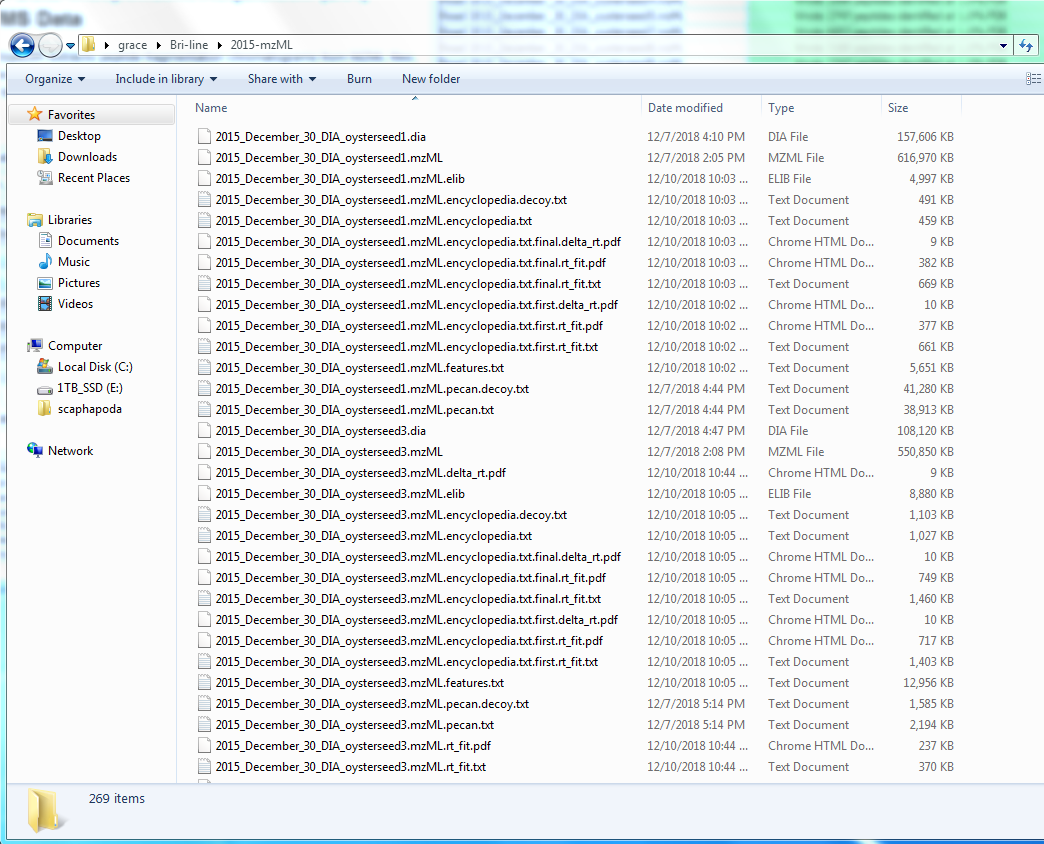 MS Data
grace ▸ Bri-line ▸ 2015-mzML
Organize Include in library Share with Burn New folder
Name Date modified Type Size
Favorites
Desktop
Downloads
Recent Places
Libraries
Documents
Music
Pictures
Videos
Computer
Local Disk (C:)
1TB_SSD (E:)
scaphapoda
Network
2015_December_30_DIA_oysterseed1.dia 12/7/2018 4:10 PM DIA File 157,606 KB
2015_December_30_DIA_oysterseed1.mzML 12/7/2018 2:05 PM MZML File 616,970 KB
2015_December_30_DIA_oysterseed1.mzML.elib 12/10/2018 10:03 ... ELIB File 4,997 KB
2015_December_30_DIA_oysterseed1.mzML.encyclopedia.decoy.txt 12/10/2018 10:03 ... Text Document 491 KB
2015_December_30_DIA_oysterseed1.mzML.encyclopedia.txt 12/10/2018 10:03 ... Text Document 459 KB
2015_December_30_DIA_oysterseed1.mzML.encyclopedia.txt.final.delta_rt.pdf 12/10/2018 10:03 ... Chrome HTML Do... 9 KB
2015_December_30_DIA_oysterseed1.mzML.encyclopedia.txt.final.rt_fit.pdf 12/10/2018 10:03 ... Chrome HTML Do... 382 KB
2015_December_30_DIA_oysterseed1.mzML.encyclopedia.txt.final.rt_fit.txt 12/10/2018 10:03 ... Text Document 669 KB
2015_December_30_DIA_oysterseed1.mzML.encyclopedia.txt.first.delta_rt.pdf 12/10/2018 10:02 ... Chrome HTML Do... 10 KB
2015_December_30_DIA_oysterseed1.mzML.encyclopedia.txt.first.rt_fit.pdf 12/10/2018 10:02 ... Chrome HTML Do... 377 KB
2015_December_30_DIA_oysterseed1.mzML.encyclopedia.txt.first.rt_fit.txt 12/10/2018 10:02 ... Text Document 661 KB
2015_December_30_DIA_oysterseed1.mzML.features.txt 12/10/2018 10:02 ... Text Document 5,651 KB
2015_December_30_DIA_oysterseed1.mzML.pecan.decoy.txt 12/7/2018 4:44 PM Text Document 41,280 KB
2015_December_30_DIA_oysterseed1.mzML.pecan.txt 12/7/2018 4:44 PM Text Document 38,913 KB
2015_December_30_DIA_oysterseed3.dia 12/7/2018 4:47 PM DIA File 108,120 KB
2015_December_30_DIA_oysterseed3.mzML 12/7/2018 2:08 PM MZML File 550,850 KB
2015_December_30_DIA_oysterseed3.mzML.delta_rt.pdf 12/10/2018 10:44 ... Chrome HTML Do... 9 KB
2015_December_30_DIA_oysterseed3.mzML.elib 12/10/2018 10:05 ... ELIB File 8,880 KB
2015_December_30_DIA_oysterseed3.mzML.encyclopedia.decoy.txt 12/10/2018 10:05 ... Text Document 1,103 KB
2015_December_30_DIA_oysterseed3.mzML.encyclopedia.txt 12/10/2018 10:05 ... Text Document 1,027 KB
2015_December_30_DIA_oysterseed3.mzML.encyclopedia.txt.final.delta_rt.pdf 12/10/2018 10:05 ... Chrome HTML Do... 10 KB
2015_December_30_DIA_oysterseed3.mzML.encyclopedia.txt.final.rt_fit.pdf 12/10/2018 10:05 ... Chrome HTML Do... 749 KB
2015_December_30_DIA_oysterseed3.mzML.encyclopedia.txt.final.rt_fit.txt 12/10/2018 10:05 ... Text Document 1,460 KB
2015_December_30_DIA_oysterseed3.mzML.encyclopedia.txt.first.delta_rt.pdf 12/10/2018 10:05 ... Chrome HTML Do... 10 KB
2015_December_30_DIA_oysterseed3.mzML.encyclopedia.txt.first.rt_fit.pdf 12/10/2018 10:05 ... Chrome HTML Do... 717 KB
2015_December_30_DIA_oysterseed3.mzML.encyclopedia.txt.first.rt_fit.txt 12/10/2018 10:05 ... Text Document 1,403 KB
2015_December_30_DIA_oysterseed3.mzML.features.txt 12/10/2018 10:05 ... Text Document 12,956 KB
2015_December_30_DIA_oysterseed3.mzML.pecan.decoy.txt 12/7/2018 5:14 PM Text Document 1,585 KB
2015_December_30_DIA_oysterseed3.mzML.pecan.txt 12/7/2018 5:14 PM Text Document 2,194 KB
2015_December_30_DIA_oysterseed3.mzML.rt_fit.pdf 12/10/2018 10:44 ... Chrome HTML Do... 237 KB
2015_December_30_DIA_oysterseed3.mzML.rt_fit.txt 12/10/2018 10:44 ... Text Document 370 KB
269 items